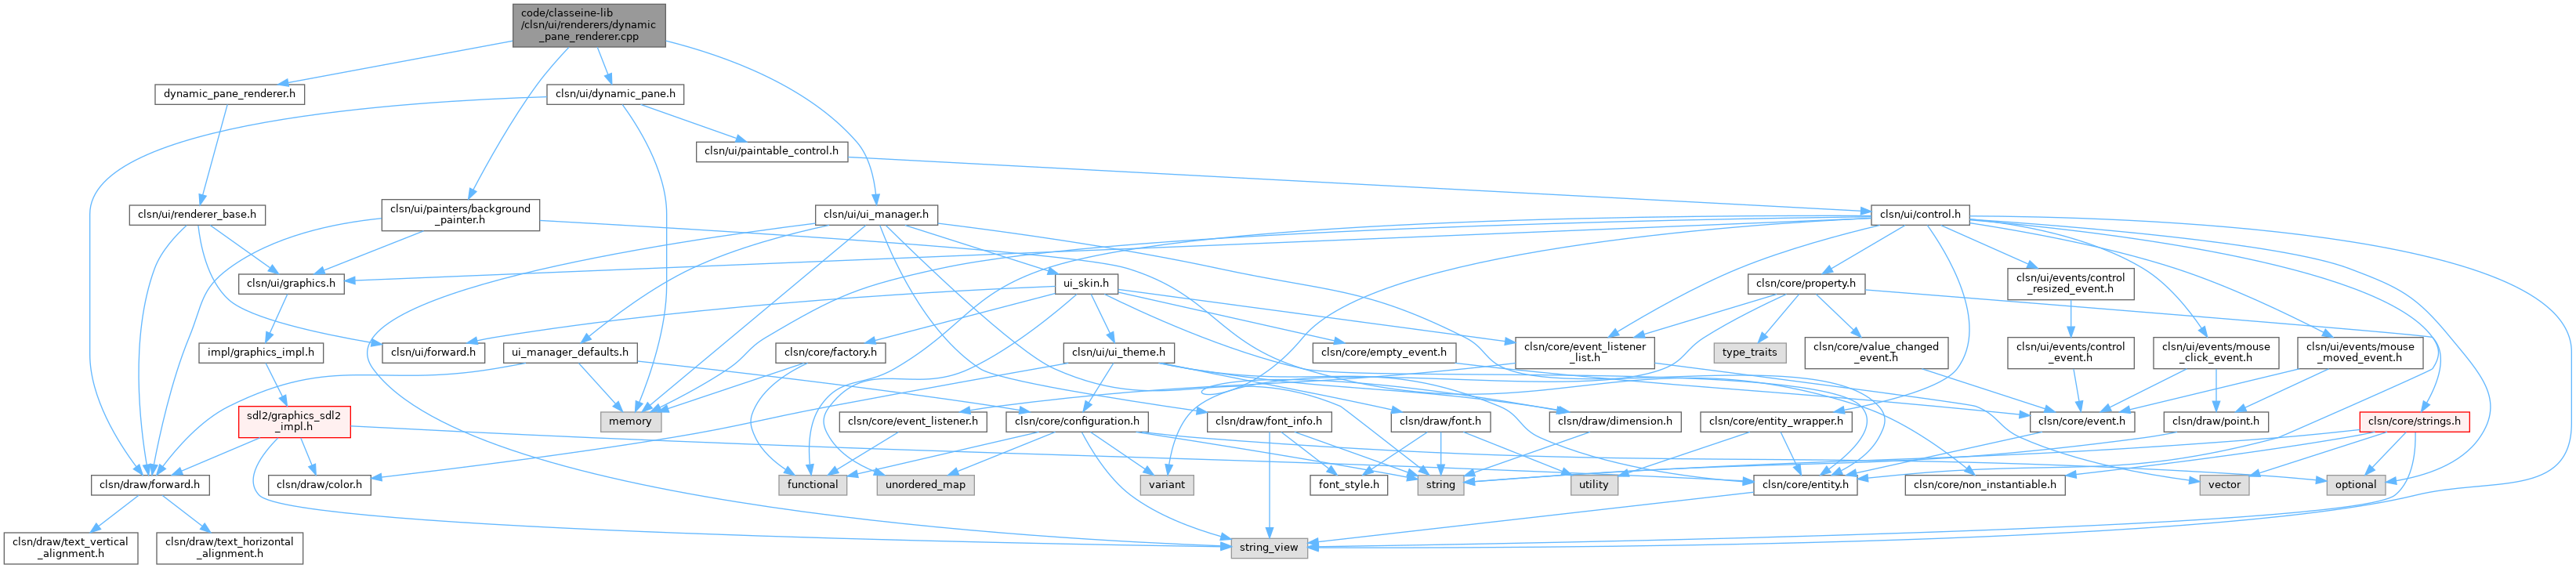 code/classeine-lib
/clsn/ui/renderers/dynamic
_pane_renderer.cpp
dynamic_pane_renderer.h
clsn/ui/dynamic_pane.h
clsn/ui/paintable_control.h
clsn/ui/renderer_base.h
clsn/ui/painters/background
_painter.h
clsn/ui/ui_manager.h
clsn/ui/control.h
clsn/ui/graphics.h
ui_skin.h
clsn/core/property.h
clsn/ui/events/control
_resized_event.h
impl/graphics_impl.h
clsn/ui/forward.h
ui_manager_defaults.h
clsn/core/factory.h
clsn/ui/ui_theme.h
clsn/core/empty_event.h
clsn/core/event_listener
_list.h
type_traits
clsn/core/value_changed
_event.h
clsn/ui/events/control
_event.h
clsn/ui/events/mouse
_click_event.h
clsn/ui/events/mouse
_moved_event.h
sdl2/graphics_sdl2
_impl.h
memory
clsn/core/event_listener.h
clsn/core/configuration.h
clsn/draw/font_info.h
clsn/draw/font.h
clsn/draw/dimension.h
clsn/core/entity_wrapper.h
clsn/core/event.h
clsn/draw/point.h
clsn/core/strings.h
clsn/draw/forward.h
clsn/draw/color.h
functional
unordered_map
variant
font_style.h
string
utility
clsn/core/entity.h
clsn/core/non_instantiable.h
vector
optional
clsn/draw/text_vertical
_alignment.h
clsn/draw/text_horizontal
_alignment.h
string_view